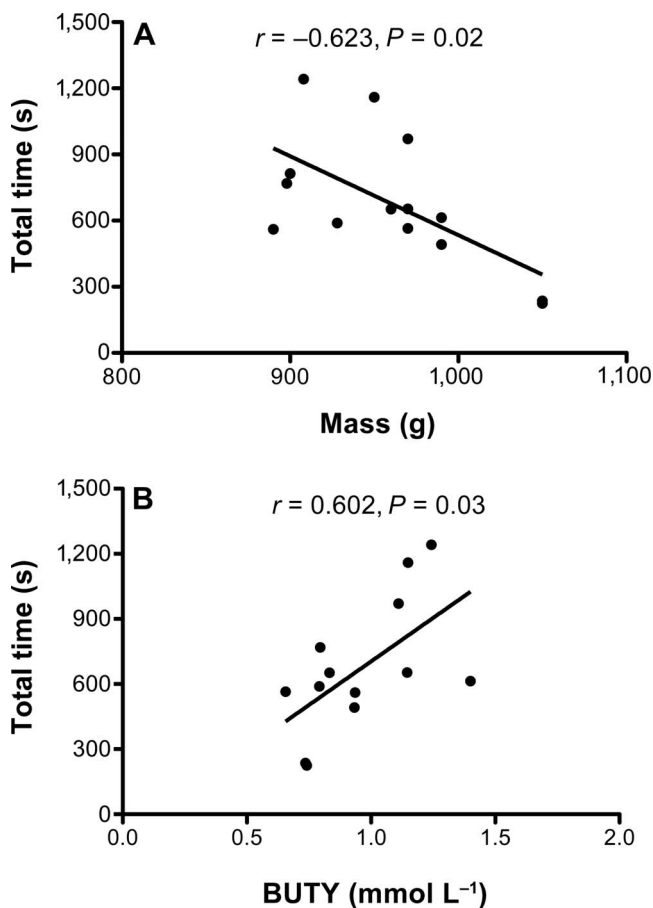 A
r = –0.623, P = 0.02
1,500
1,200
900
600
300
0
Total time (s)
800
900
1,000
1,100
Mass (g)
B
r = 0.602, P = 0.03
1,500
1,200
900
600
300
0
Total time (s)
0.0
0.5
1.0
1.5
2.0
BUTY (mmol L⁻¹)